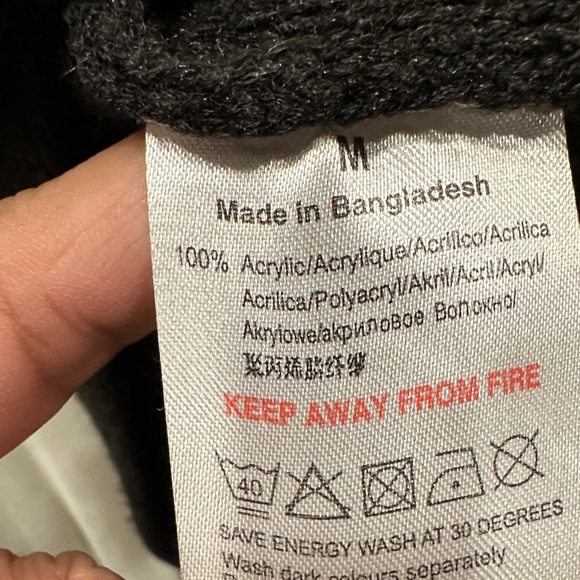 M
Made in Bangladesh
100% Acrylic/Acrylique/Acrilico/Acrilica
Acrilica/Polyacryl/Akril/Acril/Acryl/
Akrylowe/акриловое Волокно/
聚丙烯腈纤维
KEEP AWAY FROM FIRE
40
SAVE ENERGY WASH AT 30 DEGREES
Wash dark colours separately